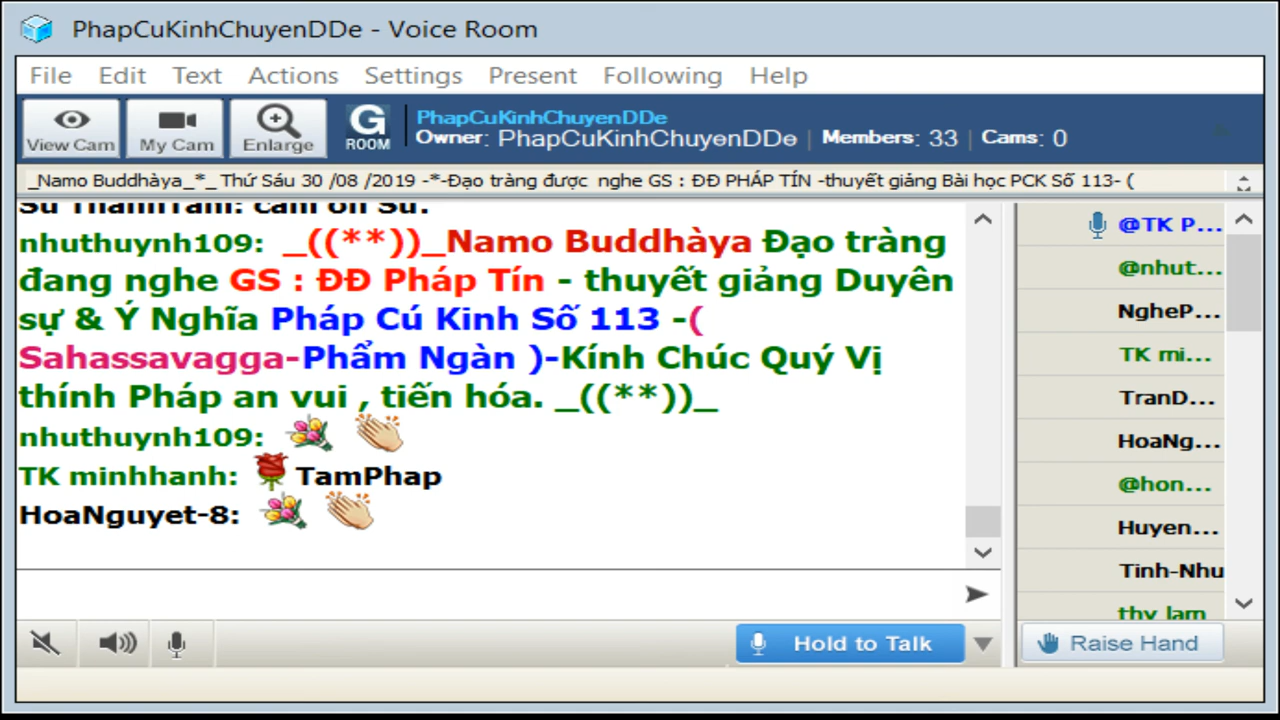 PhapCuKinhChuyenDDe - Voice Room
File Edit Text Actions Settings Present Following Help
View Cam My Cam Enlarge G ROOM
PhapCuKinhChuyenDDe
Owner: PhapCuKinhChuyenDDe | Members: 33 | Cams: 0
_Namo Buddhàya_*_ Thứ Sáu 30 /08 /2019 -*-Đạo tràng được nghe GS : ĐĐ PHÁP TÍN -thuyết giảng Bài học PCK Số 113- (
nhuthuynh109: _((**))_Namo Buddhàya Đạo tràng
đang nghe GS : ĐĐ Pháp Tín - thuyết giảng Duyên
sự & Ý Nghĩa Pháp Cú Kinh Số 113 -(
Sahassavagga-Phẩm Ngàn )-Kính Chúc Quý Vị
thính Pháp an vui , tiến hóa. _((**))_
nhuthuynh109:
TK minhhanh: TamPhap
HoaNguyet-8:
@TK P...
@nhut...
NgheP...
TK mi...
TranD...
HoaNg...
@hon...
Huyen...
Tinh-Nhu
thy lam
Hold to Talk
Raise Hand